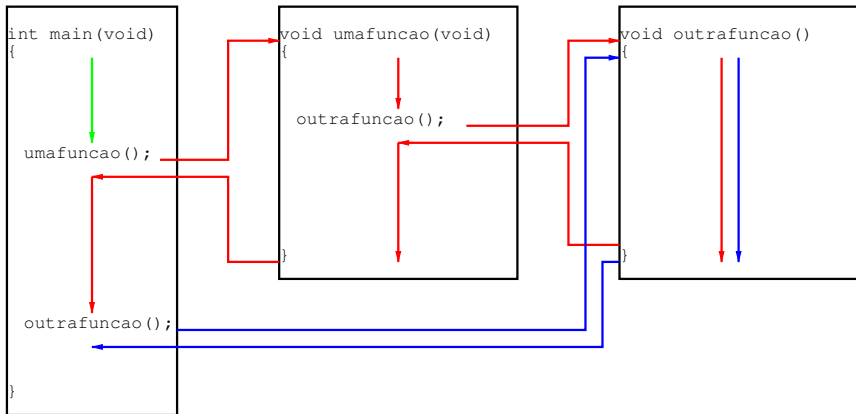 int main(void)
{
umafuncao();
outrafuncao();
}
void umafuncao(void)
{
outrafuncao();
}
void outrafuncao()
{
}